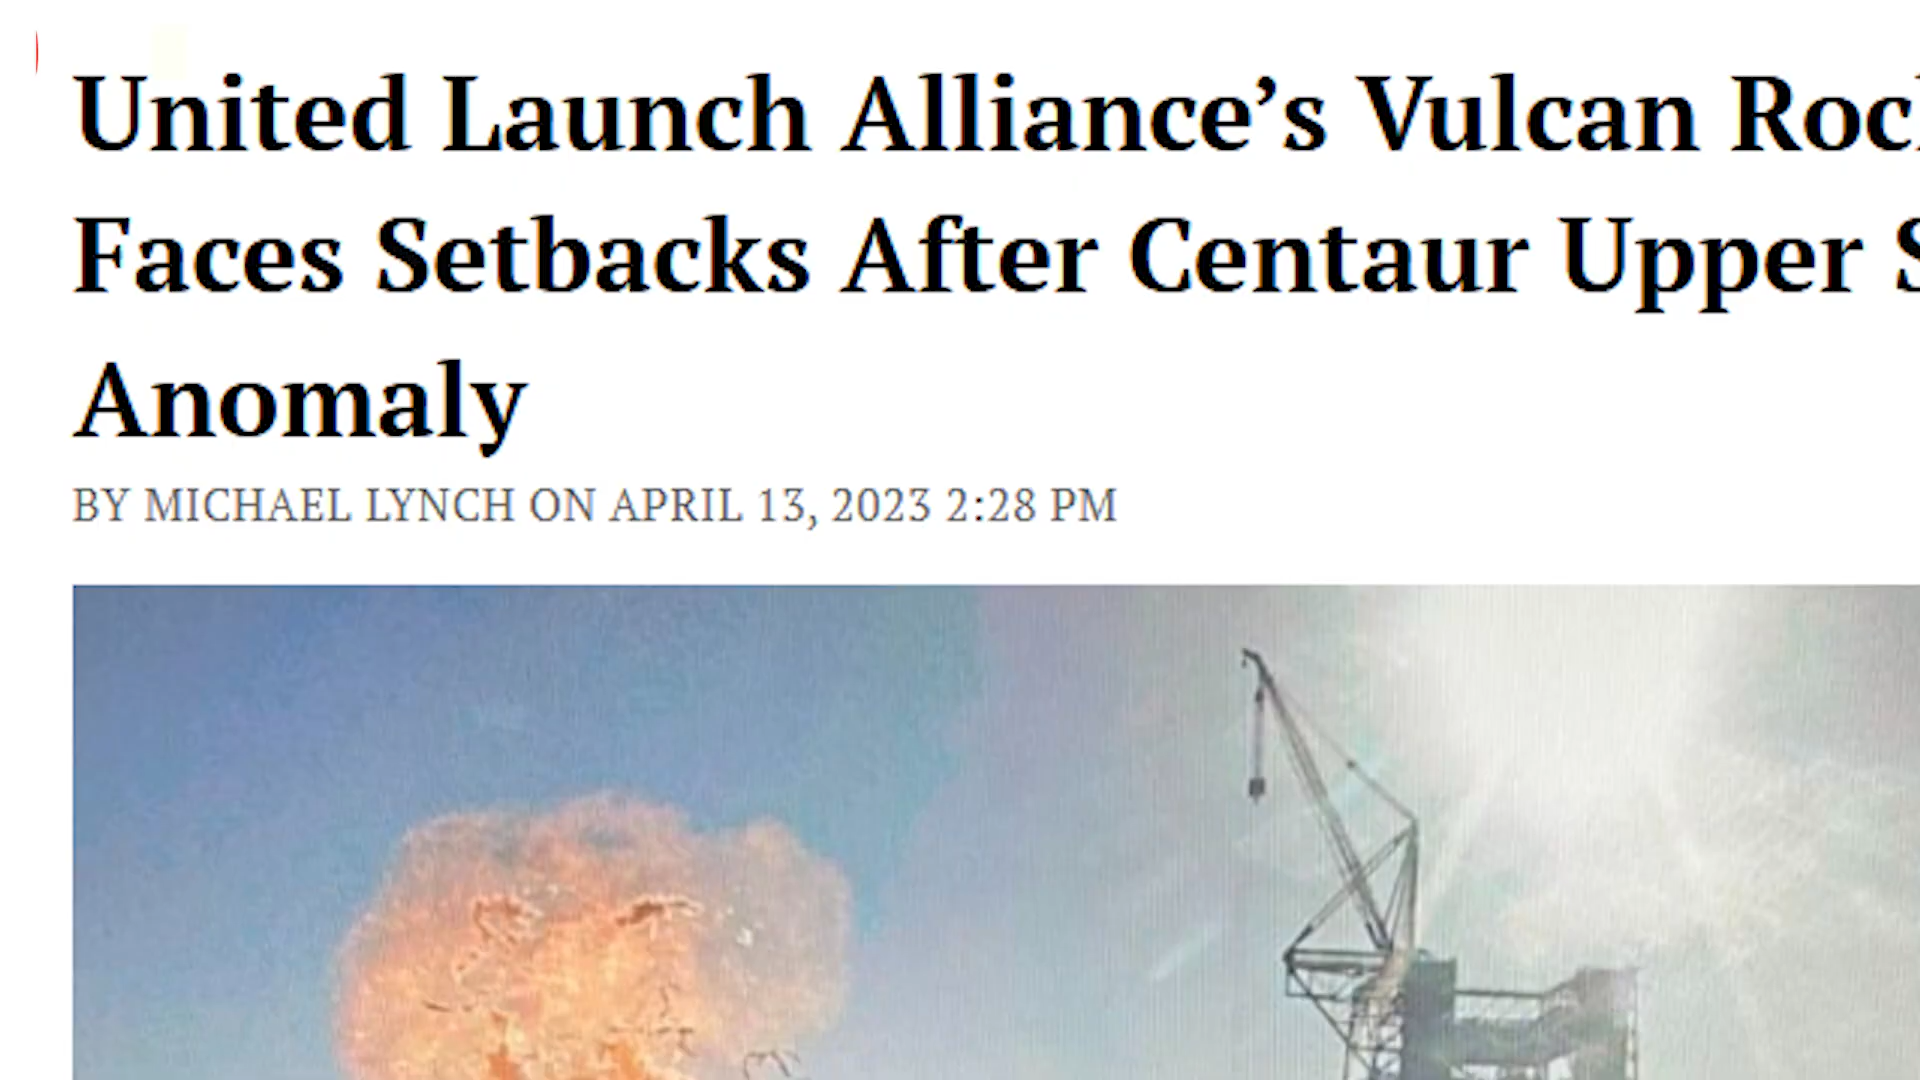 United Launch Alliance’s Vulcan
Faces Setbacks After Centaur Upper
Anomaly
BY MICHAEL LYNCH ON APRIL 13, 2023 2:28 PM